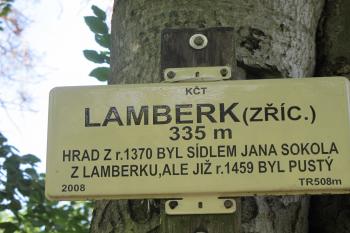 KČT
LAMBERK (ZŘÍC.)
335 m
HRAD Z r.1370 BYL SÍDLEM JANA SOKOLA
Z LAMBERKU,ALE JIŽ r.1459 BYL PUSTÝ
2008 TR508m